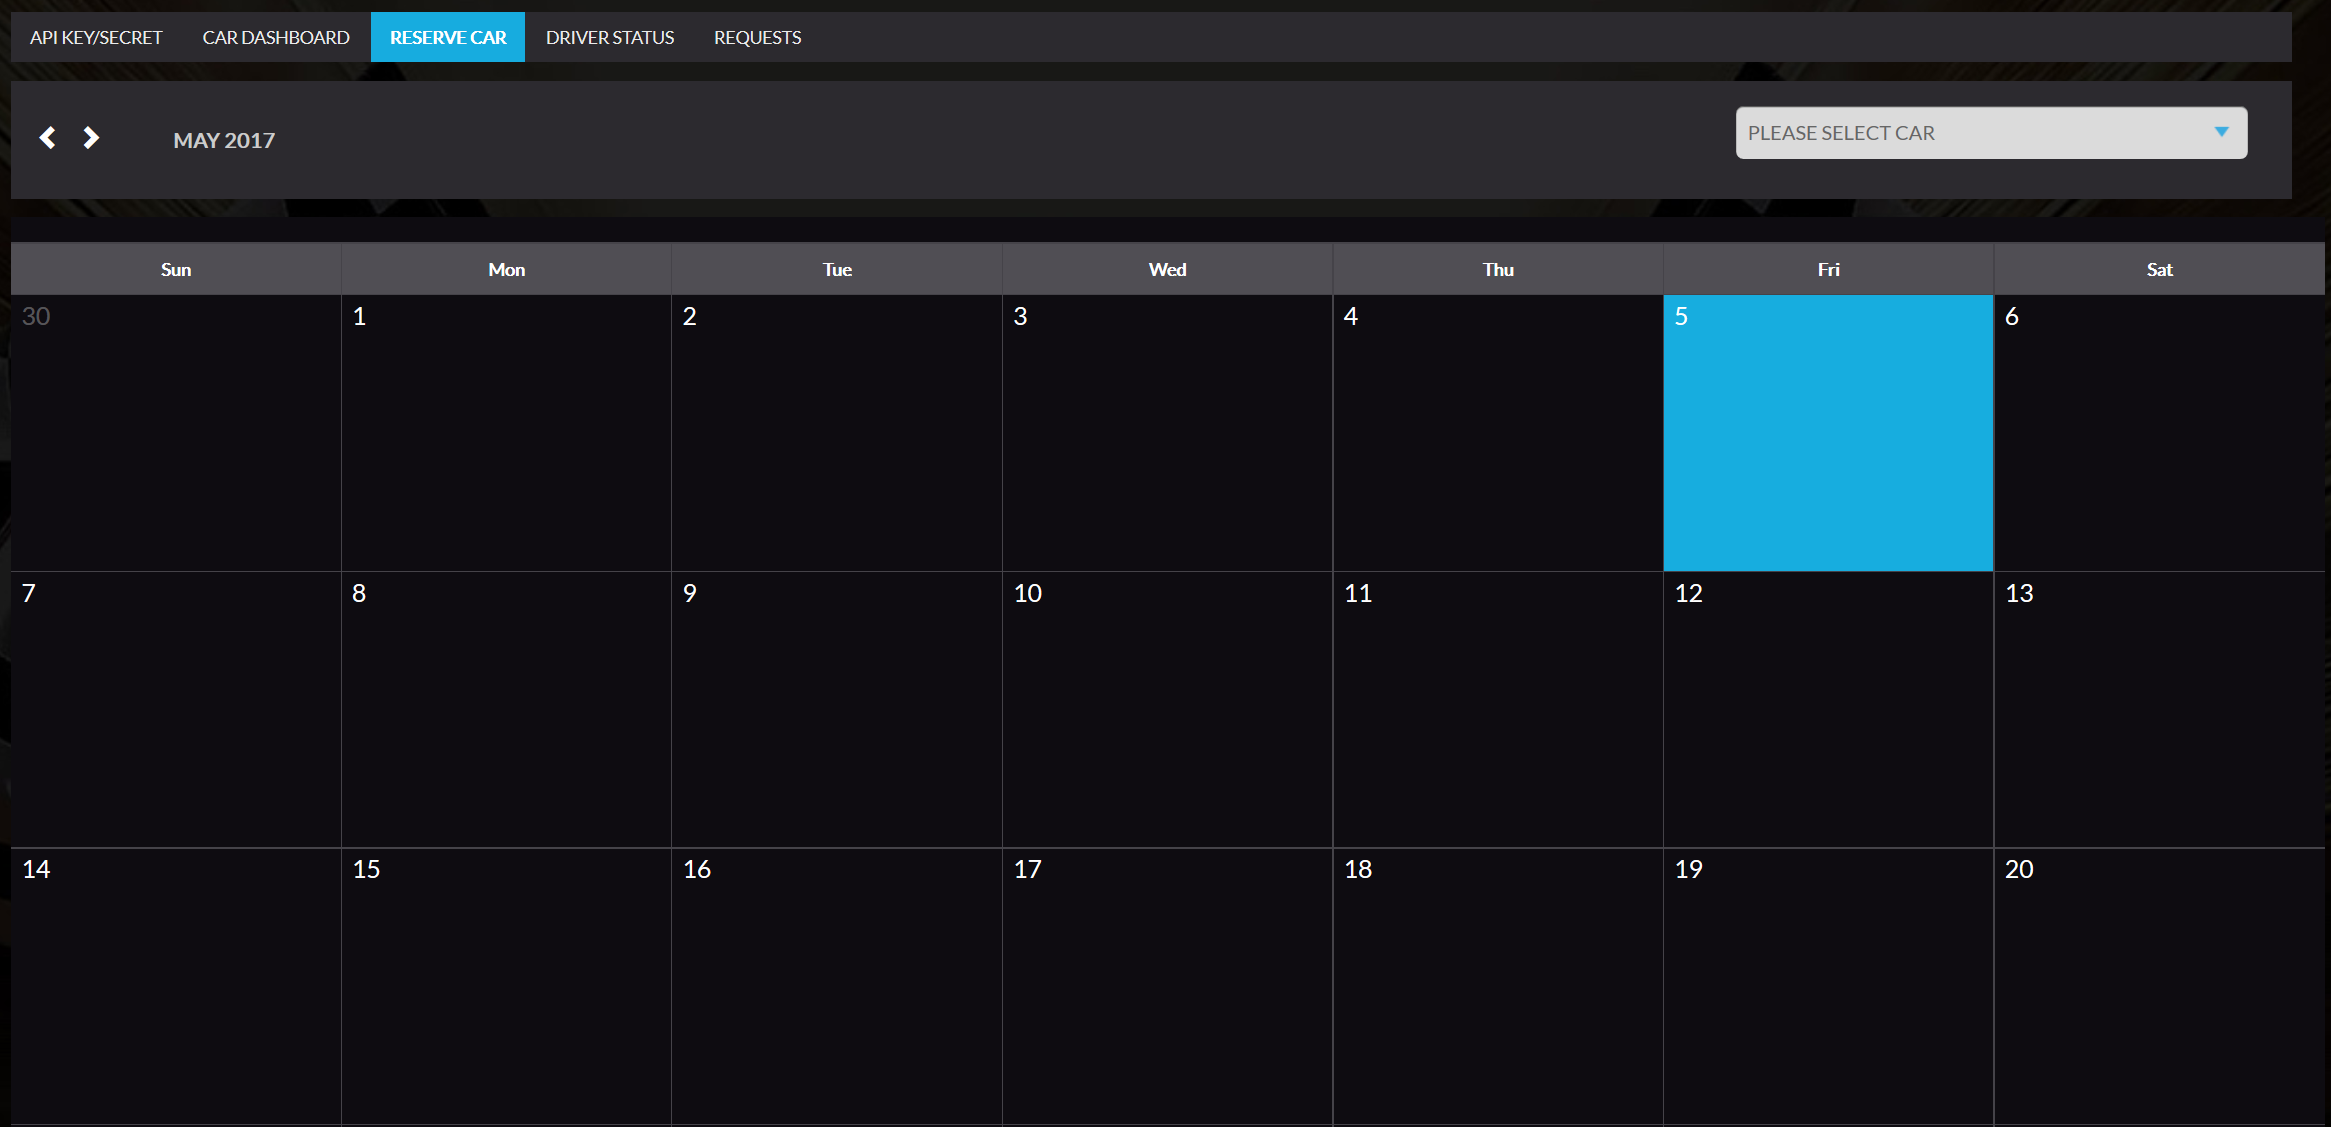 API KEY/SECRET CAR DASHBOARD RESERVE CAR DRIVER STATUS REQUESTS
MAY 2017 PLEASE SELECT CAR
Sun Mon Tue Wed Thu Fri Sat
30 1 2 3 4 5 6
7 8 9 10 11 12 13
14 15 16 17 18 19 20